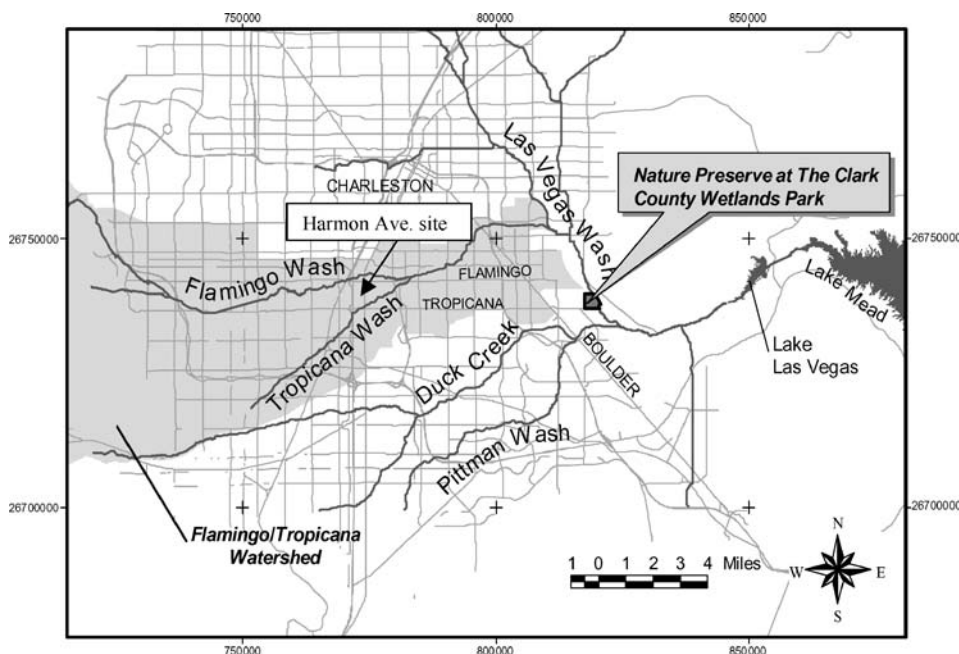 750000
800000
850000
Las Vegas Wash
CHARLESTON
Nature Preserve at The Clark
County Wetlands Park
Harmon Ave. site
26750000
26750000
Flamingo Wash
FLAMINGO
Lake Mead
TROPICANA
Tropicana Wash
Duck Creek
BOULDER
Lake
Las Vegas
Pittman Wash
26700000
26700000
Flamingo/Tropicana
Watershed
1 0 1 2 3 4 Miles
N
W
E
S
750000
800000
850000